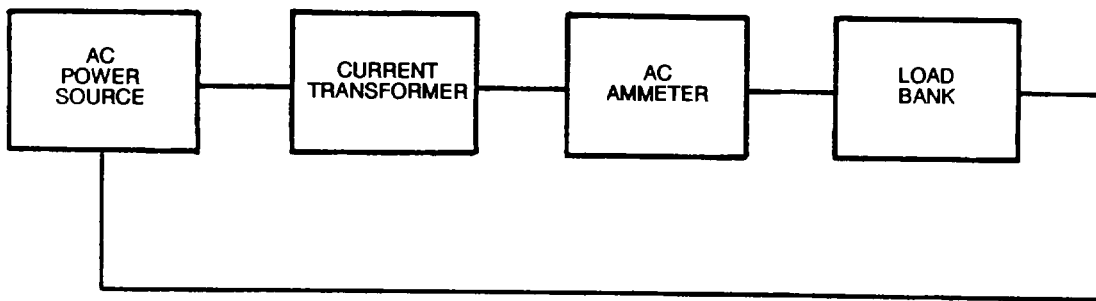 AC
POWER
SOURCE
CURRENT
TRANSFORMER
AC
AMMETER
LOAD
BANK